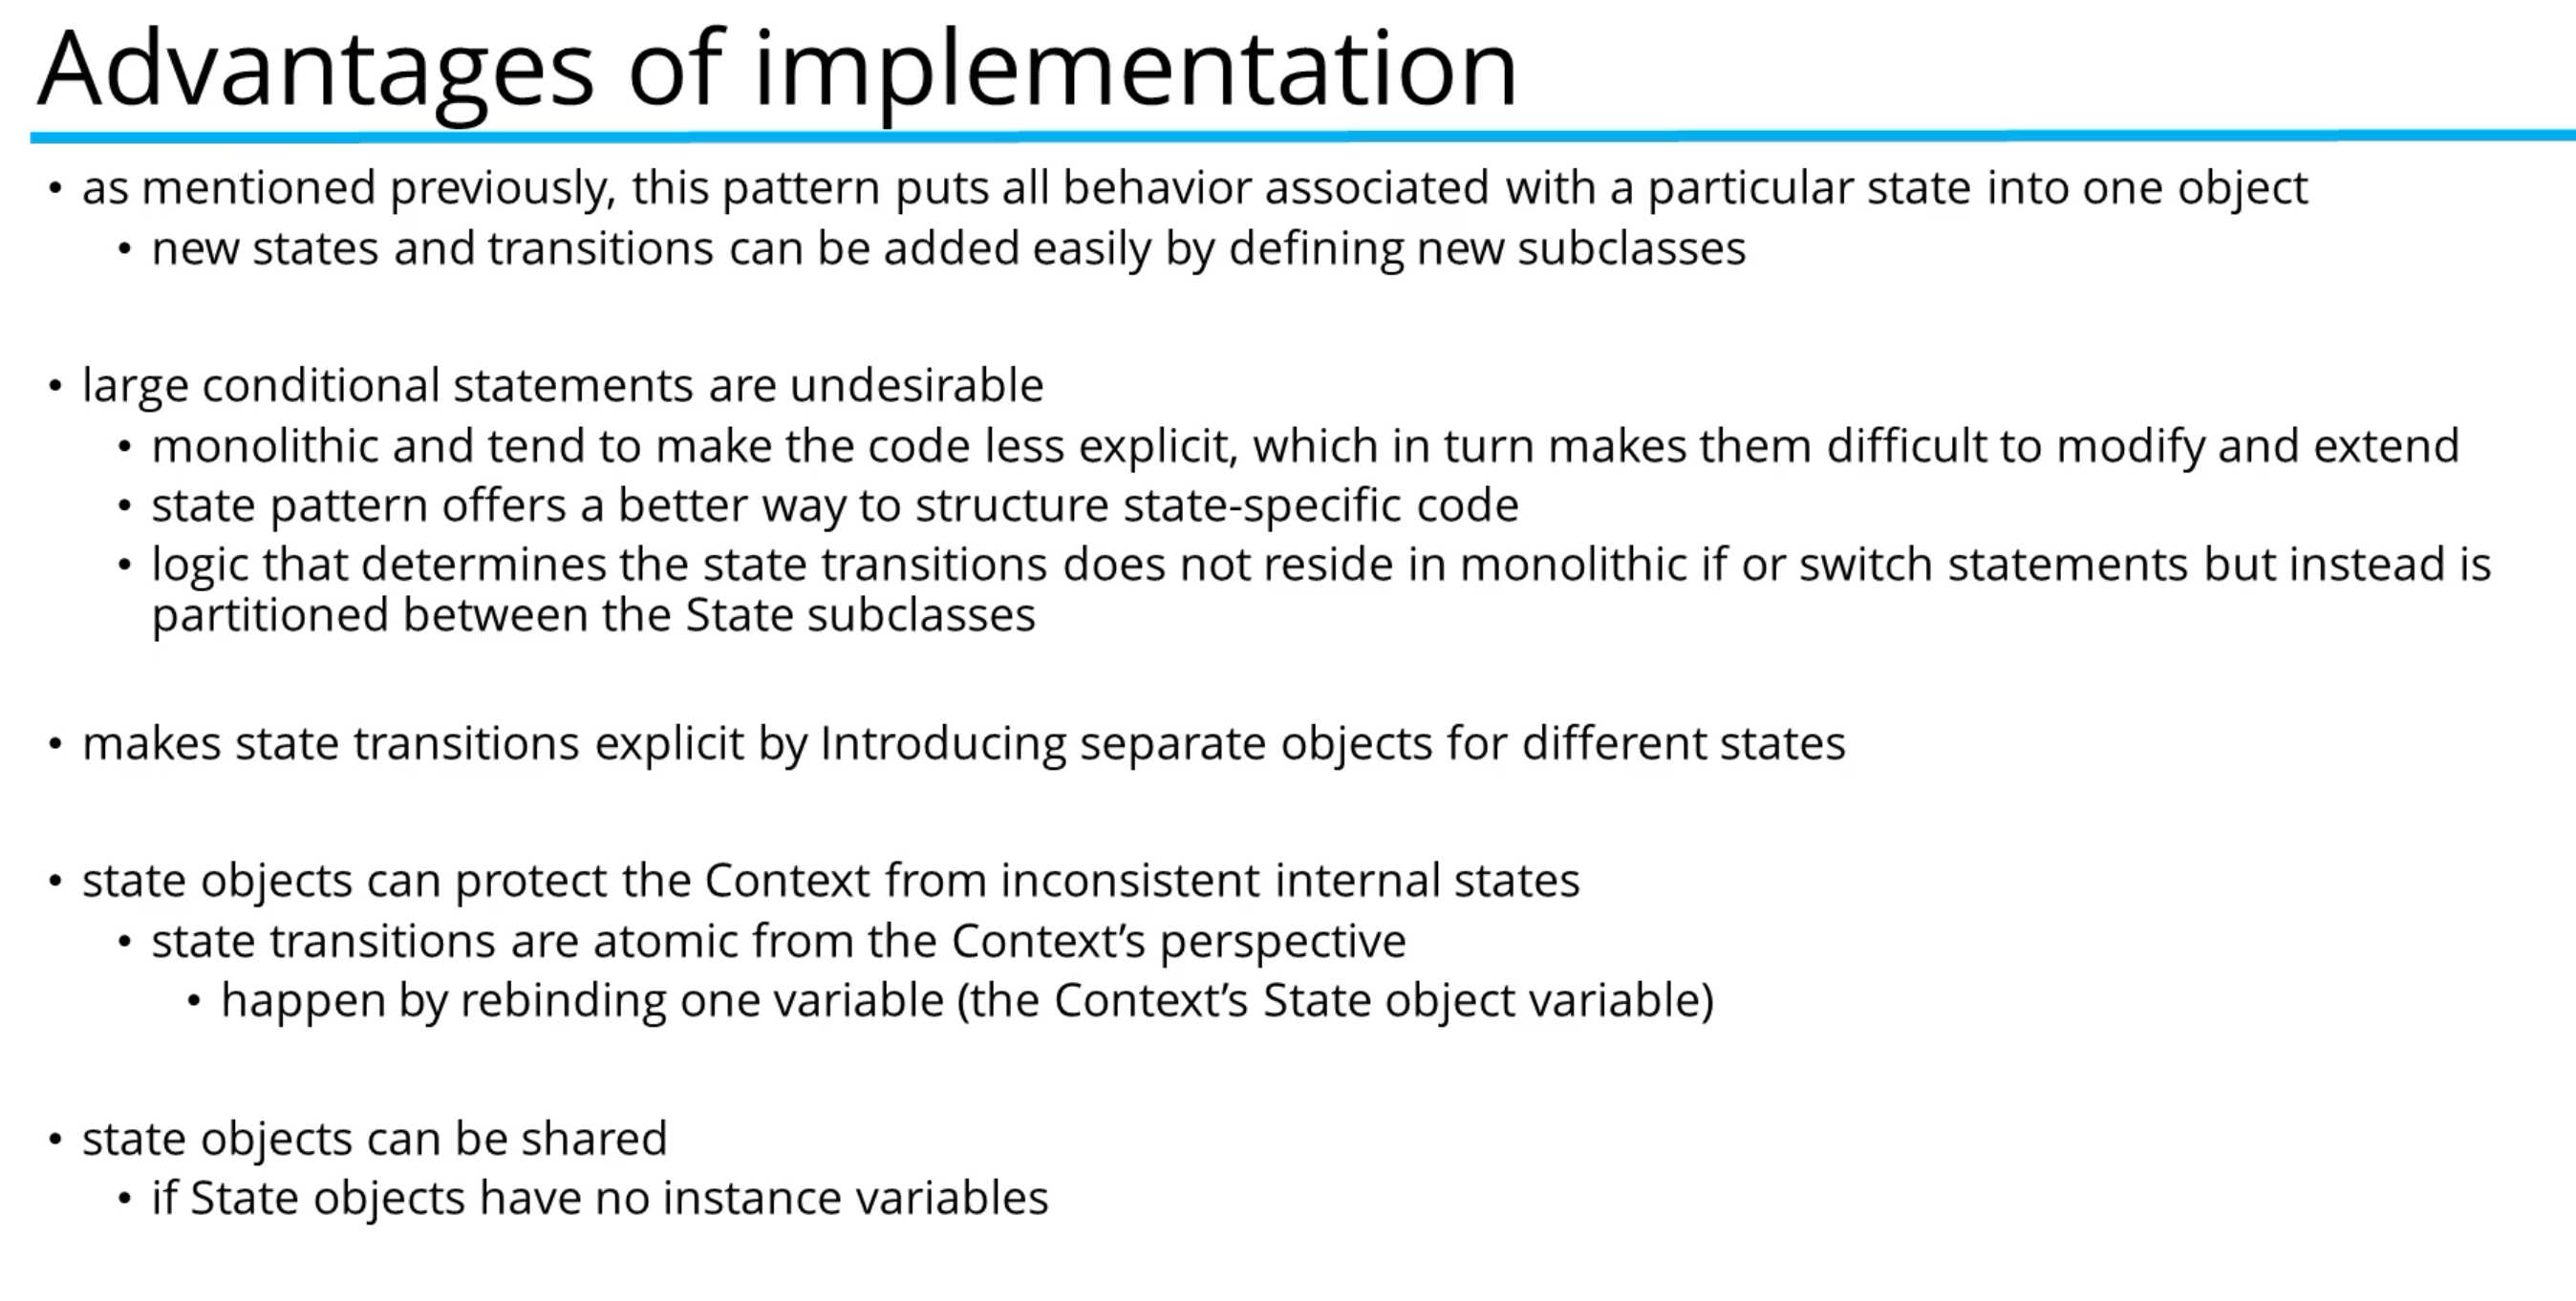 Advantages of implementation
• as mentioned previously, this pattern puts all behavior associated with a particular state into one object
• new states and transitions can be added easily by defining new subclasses
• large conditional statements are undesirable
• monolithic and tend to make the code less explicit, which in turn makes them difficult to modify and extend
• state pattern offers a better way to structure state-specific code
• logic that determines the state transitions does not reside in monolithic if or switch statements but instead is
partitioned between the State subclasses
• makes state transitions explicit by Introducing separate objects for different states
• state objects can protect the Context from inconsistent internal states
• state transitions are atomic from the Context’s perspective
• happen by rebinding one variable (the Context’s State object variable)
• state objects can be shared
• if State objects have no instance variables